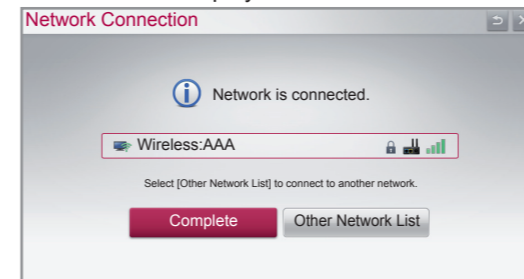 Network Connection
Network is connected.
Wireless:AAA
Select [Other Network List] to connect to another network.
Complete
Other Network List